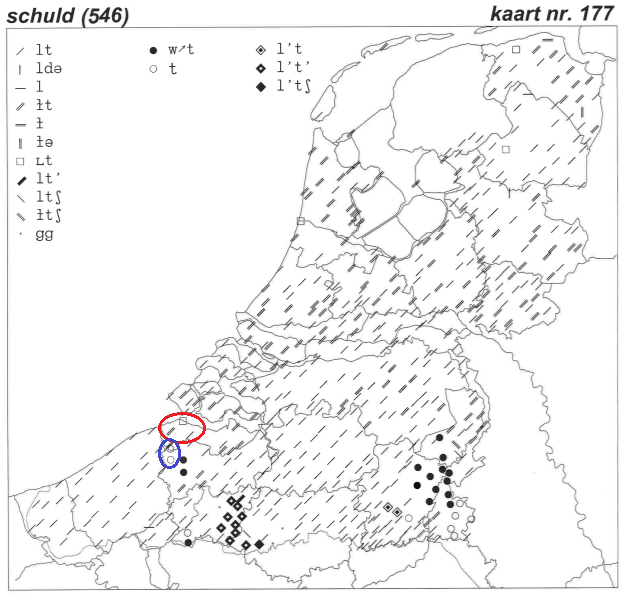 schuld (546)
kaart nr. 177
lt
ldə
l
ɫt
ɫ
ɫə
ʟt
lt’
ltʃ
ɫtʃ
gg
w↗t
t
l’t
l’t’
l’tʃ